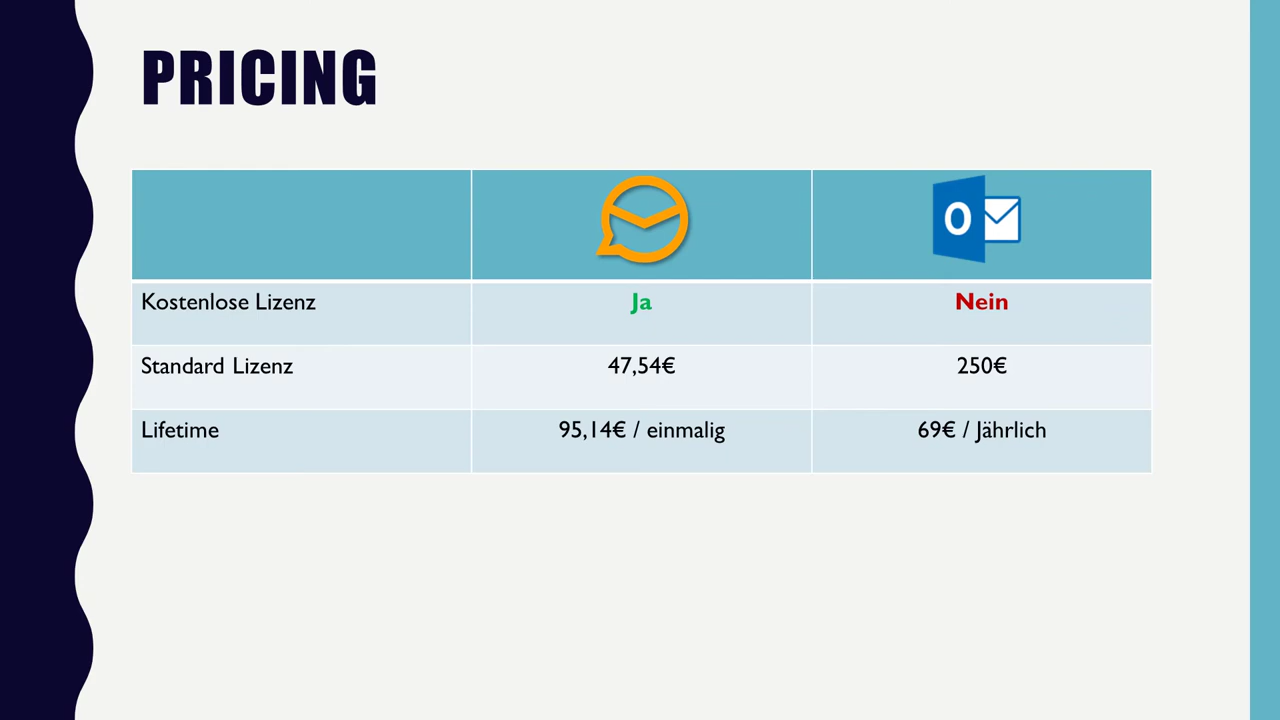 PRICING
O
Kostenlose Lizenz Ja Nein
Standard Lizenz 47,54€ 250€
Lifetime 95,14€ / einmalig 69€ / Jährlich